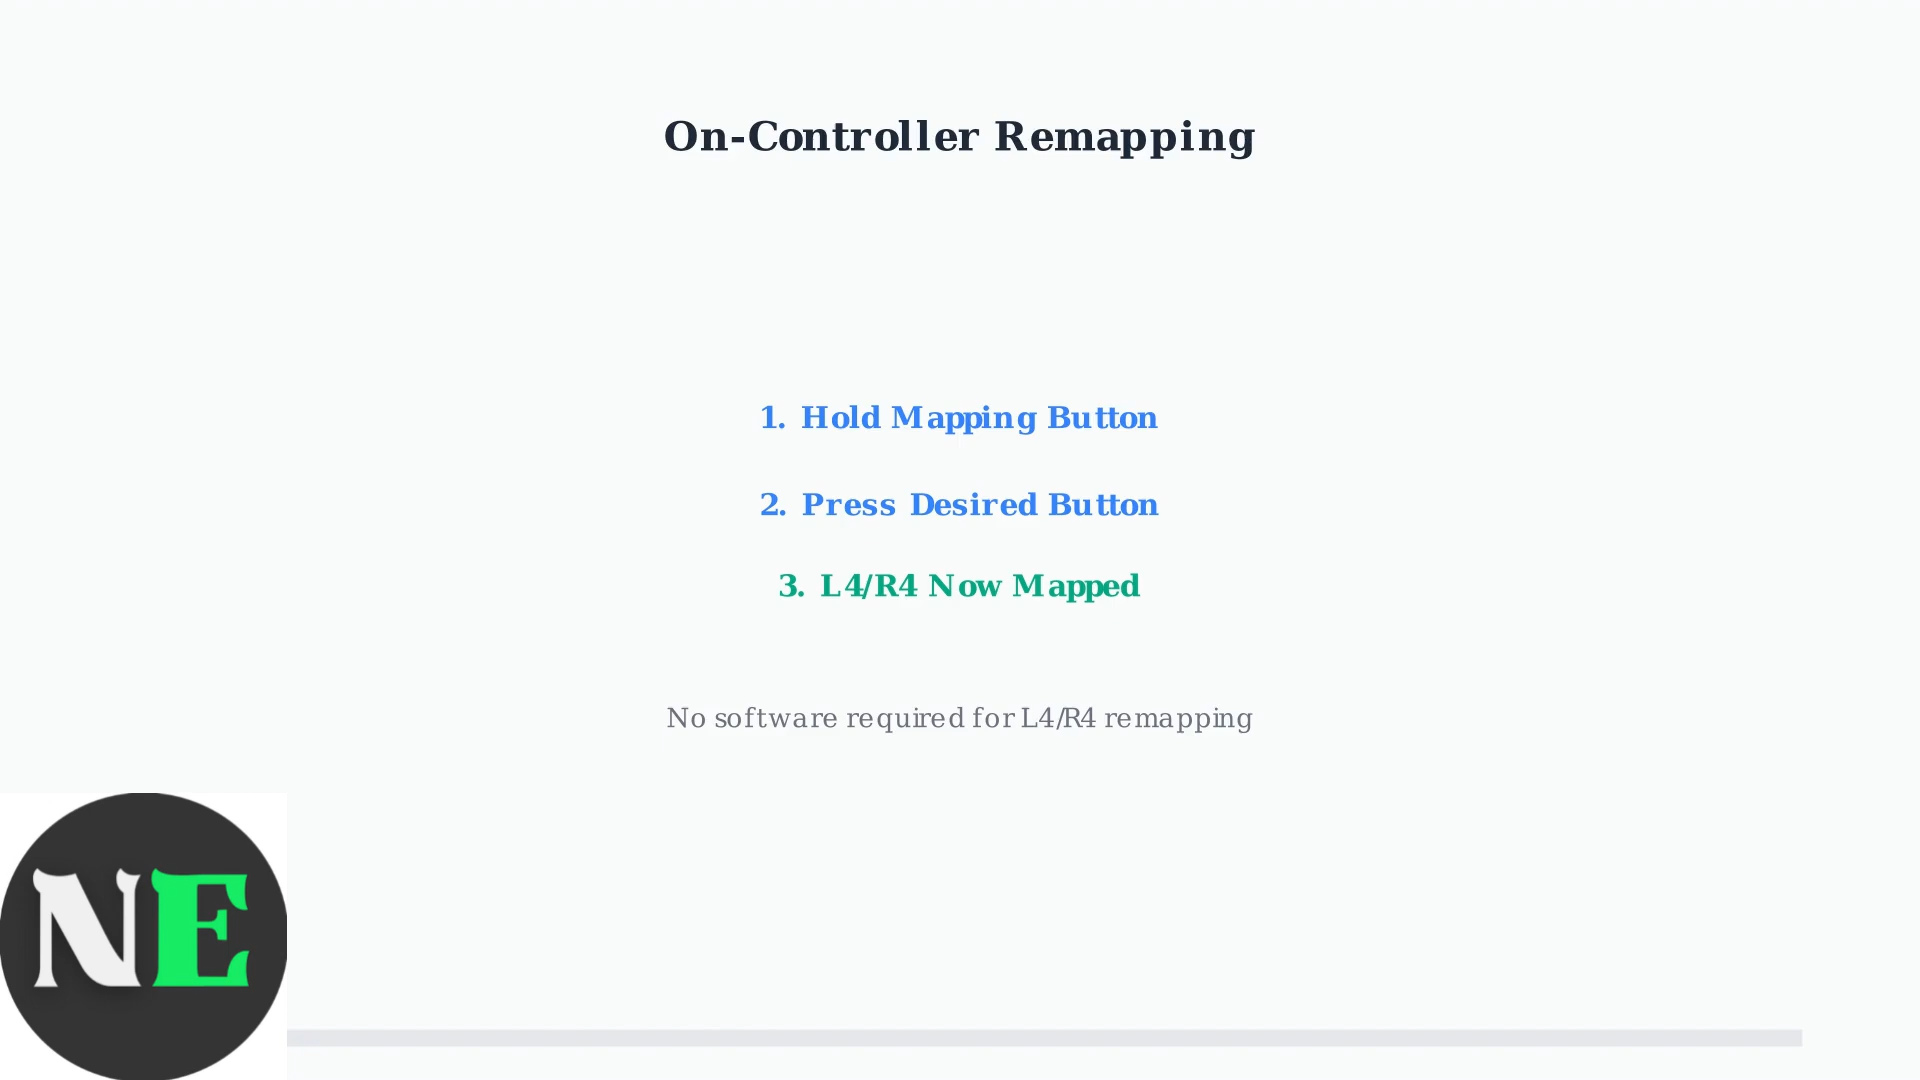 On-Controller Remapping
1. Hold Mapping Button
2. Press Desired Button
3. L4/R4 Now Mapped
No software required for L4/R4 remapping
NE